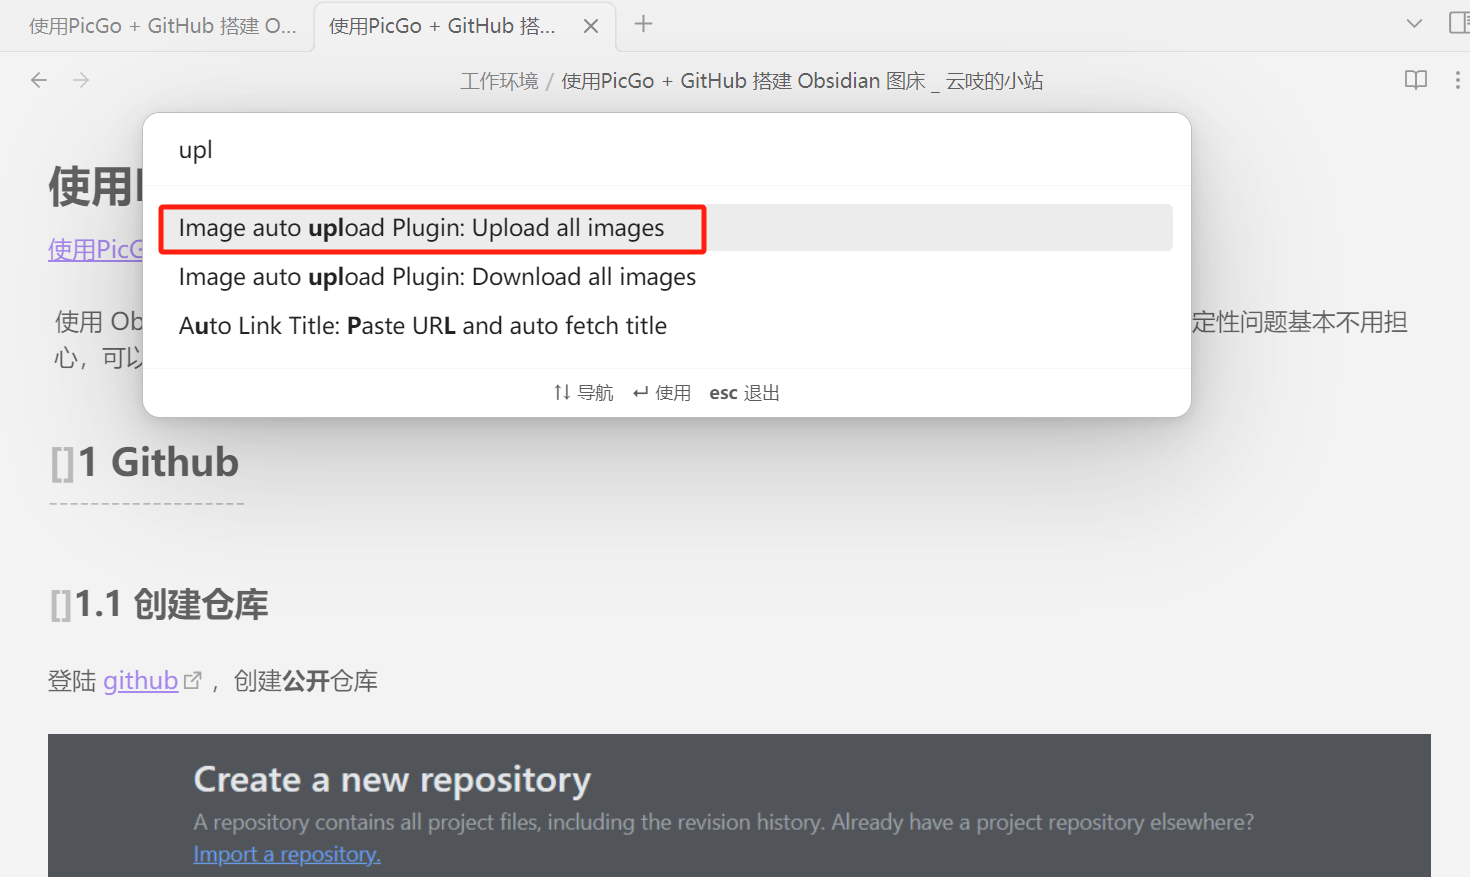 使用PicGo + GitHub 搭建 O...
使用PicGo + GitHub 搭...
工作环境 / 使用PicGo + GitHub 搭建 Obsidian 图床 _ 云吱的小站
upl
使用
Image auto upload Plugin: Upload all images
使用PicG
Image auto upload Plugin: Download all images
使用 Ob
Auto Link Title: Paste URL and auto fetch title
定性问题基本不用担
心，可以
↑↓ 导航 ↵ 使用 esc 退出
[]1 Github
[]1.1 创建仓库
登陆 github ，创建公开仓库
Create a new repository
A repository contains all project files, including the revision history. Already have a project repository elsewhere?
Import a repository.